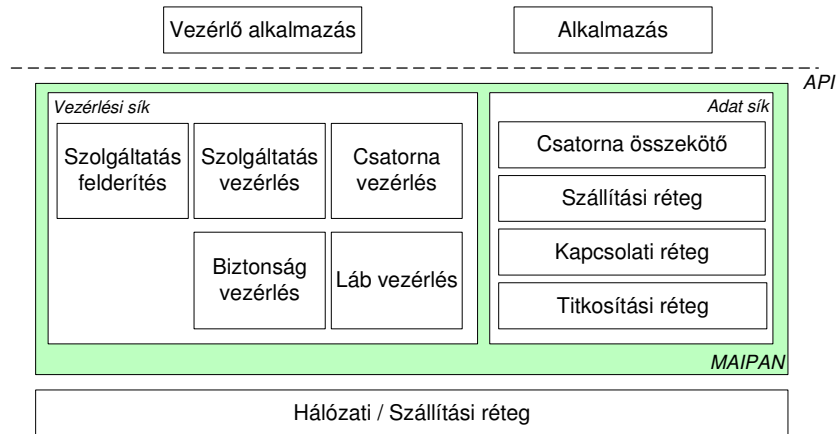 Vezérlő alkalmazás
Alkalmazás
API
Vezérlési sík
Szolgáltatás
felderítés
Szolgáltatás
vezérlés
Csatorna
vezérlés
Biztonság
vezérlés
Láb vezérlés
Adat sík
Csatorna összekötő
Szállítási réteg
Kapcsolati réteg
Titkosítási réteg
MAIPAN
Hálózati / Szállítási réteg